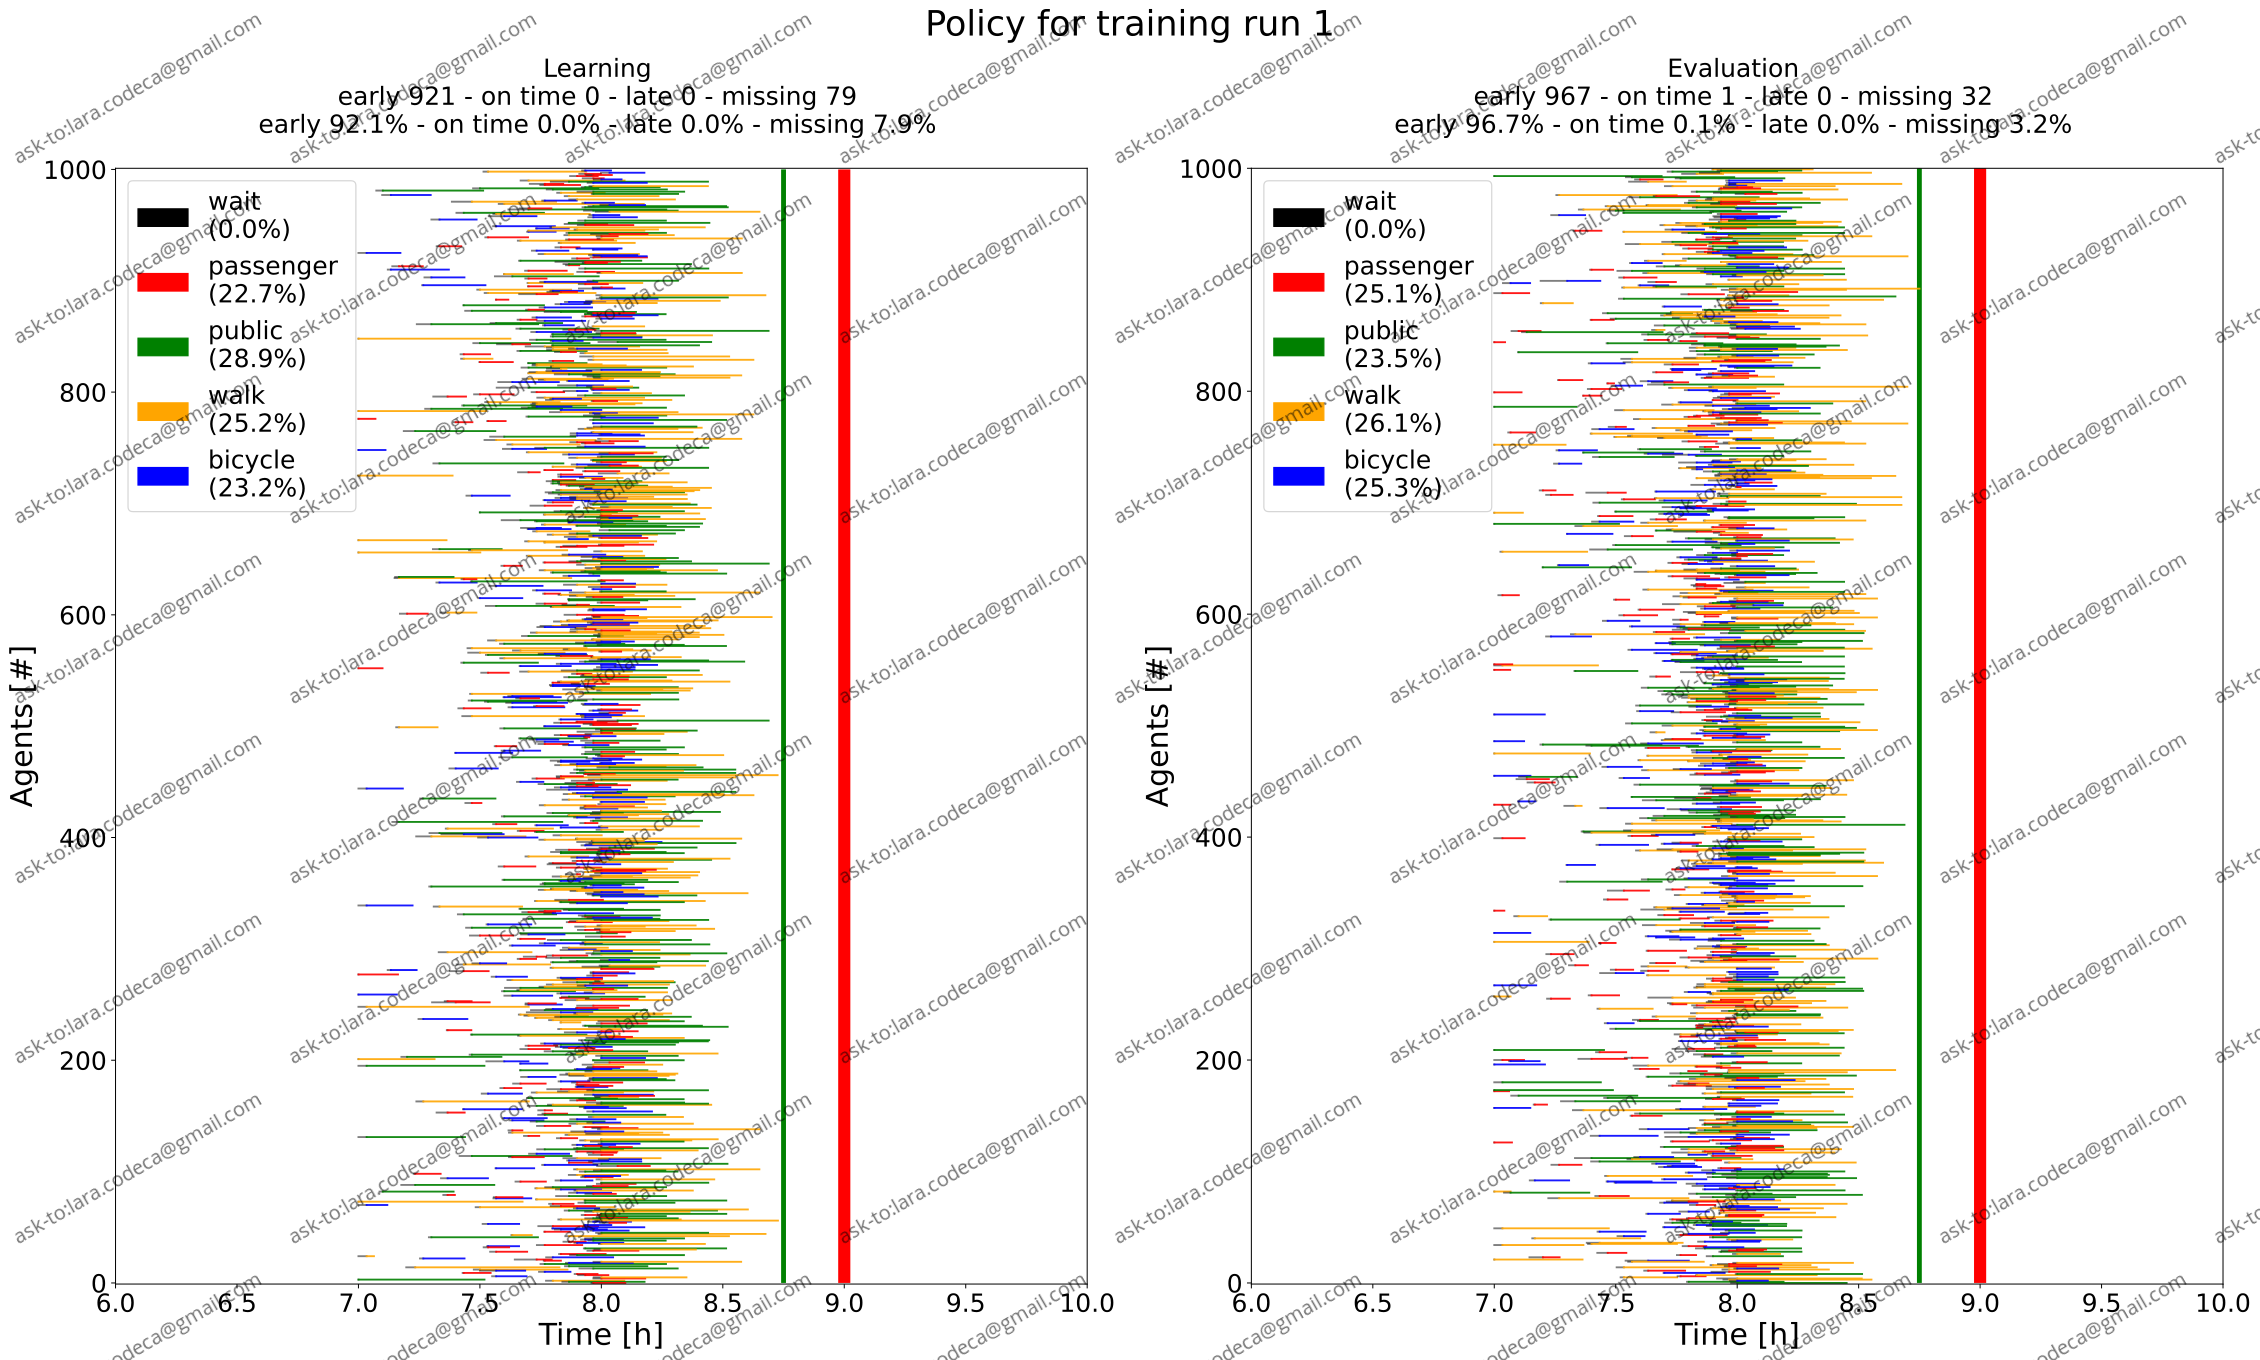 Policy for training run 1
Learning
early 921 - on time 0 - late 0 - missing 79
early 92.1% - on time 0.0% - late 0.0% - missing 7.9%
Evaluation
early 967 - on time 1 - late 0 - missing 32
early 96.7% - on time 0.1% - late 0.0% - missing 3.2%
wait
(0.0%)
passenger
(22.7%)
public
(28.9%)
walk
(25.2%)
bicycle
(23.2%)
1000
800
600
400
200
0
Agents [#]
6.0 6.5 7.0 7.5 8.0 8.5 9.0 9.5 10.0
Time [h]
wait
(0.0%)
passenger
(25.1%)
public
(23.5%)
walk
(26.1%)
bicycle
(25.3%)
1000
800
600
400
200
0
Agents [#]
6.0 6.5 7.0 7.5 8.0 8.5 9.0 9.5 10.0
Time [h]
ask-to:lara.codeca@gmail.com